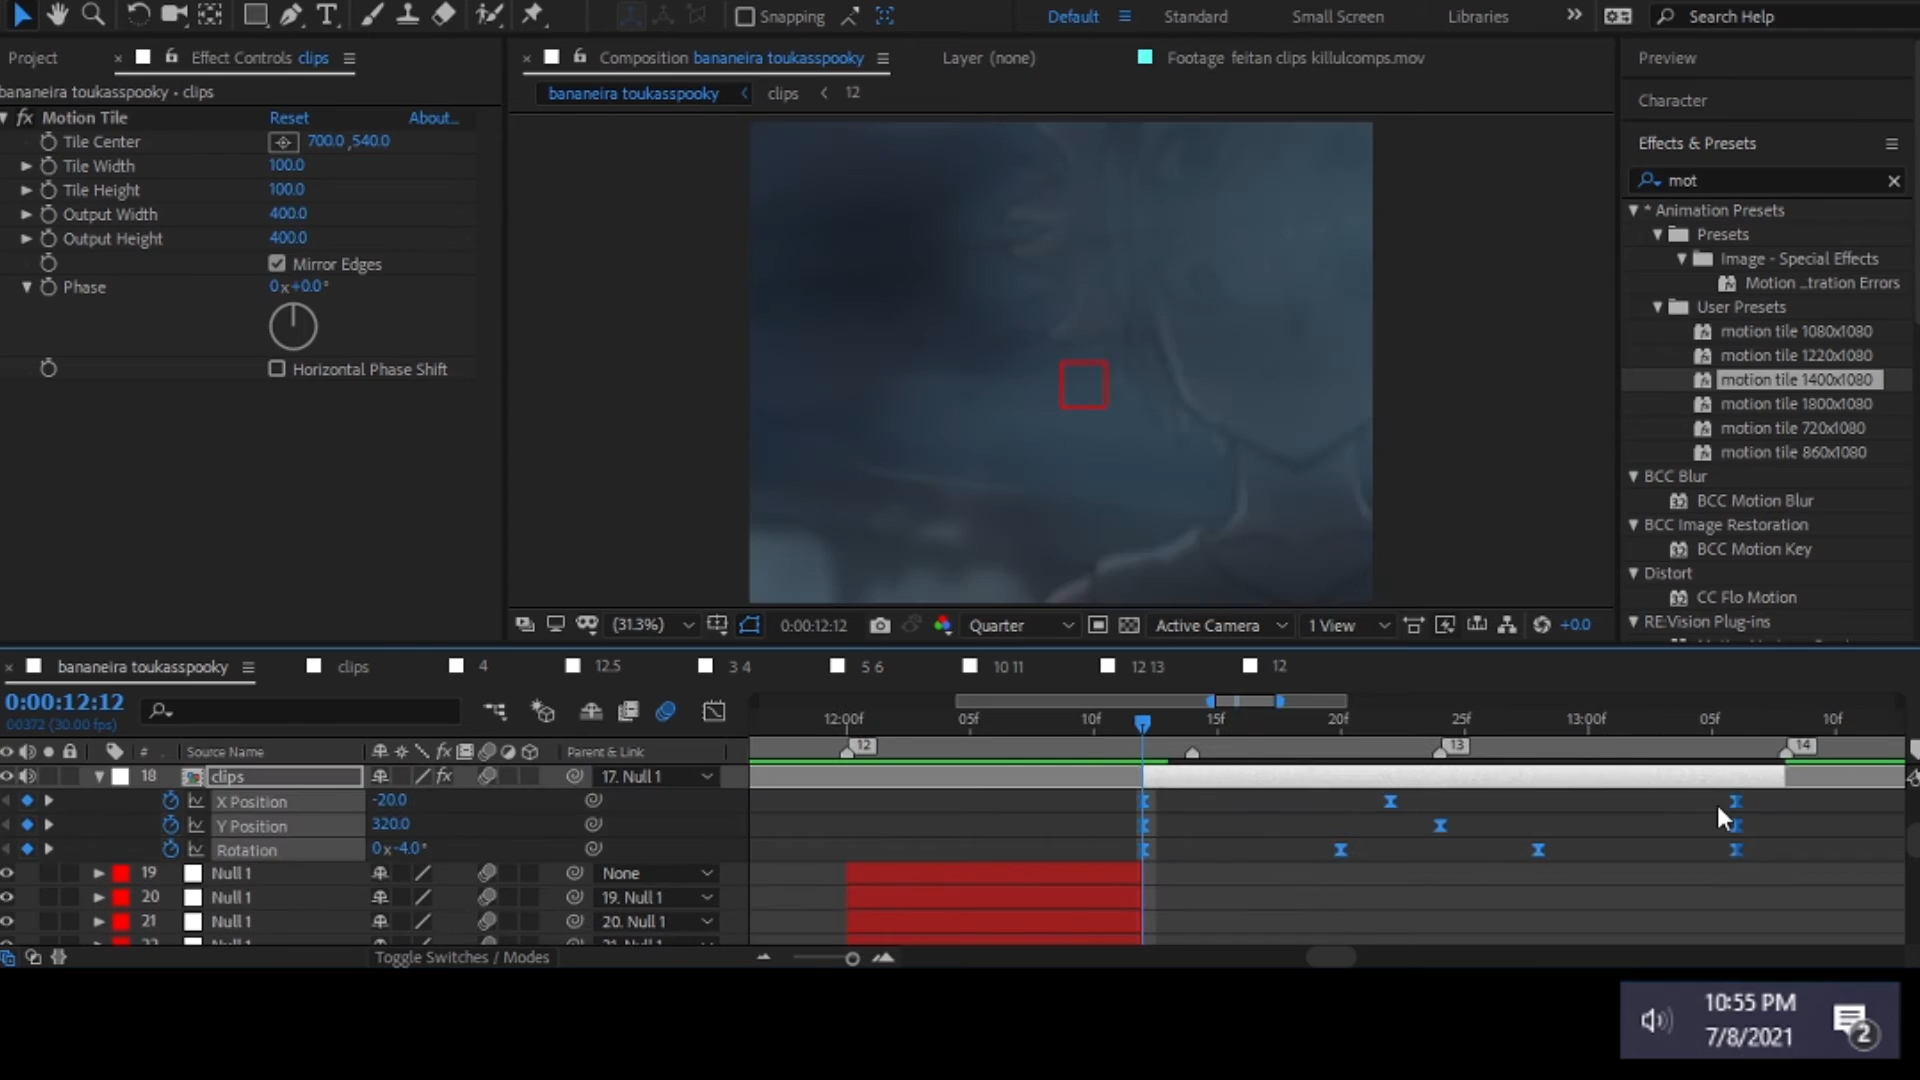 Snapping
Default
Standard
Small Screen
Libraries
Search Help
Project
Effect Controls clips
Composition bananeira toukasspooky
Layer (none)
Footage feitan clips killulcomps.mov
Preview
bananeira toukasspooky • clips
bananeira toukasspooky
clips
12
Character
fx Motion Tile Reset About...
Tile Center 700.0 ,540.0
Tile Width 100.0
Tile Height 100.0
Output Width 400.0
Output Height 400.0
Mirror Edges
Phase 0x+0.0°
Horizontal Phase Shift
Effects & Presets
mot
* Animation Presets
Presets
Image - Special Effects
Motion ...tration Errors
User Presets
motion tile 1080x1080
motion tile 1220x1080
motion tile 1400x1080
motion tile 1800x1080
motion tile 720x1080
motion tile 860x1080
BCC Blur
BCC Motion Blur
BCC Image Restoration
BCC Motion Key
Distort
CC Flo Motion
RE:Vision Plug-ins
(31.3%) 0:00:12:12 Quarter Active Camera 1 View +0.0
bananeira toukasspooky clips 4 12.5 3 4 5 6 10 11 12 13 12
0:00:12:12
00372 (30.00 fps)
12:00f 05f 10f 15f 20f 25f 13:00f 05f 10f
# Source Name fx Parent & Link
12 13 14
18 clips fx 17. Null 1
X Position -20.0
Y Position 320.0
Rotation 0x-4.0°
19 Null 1 None
20 Null 1 19. Null 1
21 Null 1 20. Null 1
Toggle Switches / Modes
10:55 PM
7/8/2021
2